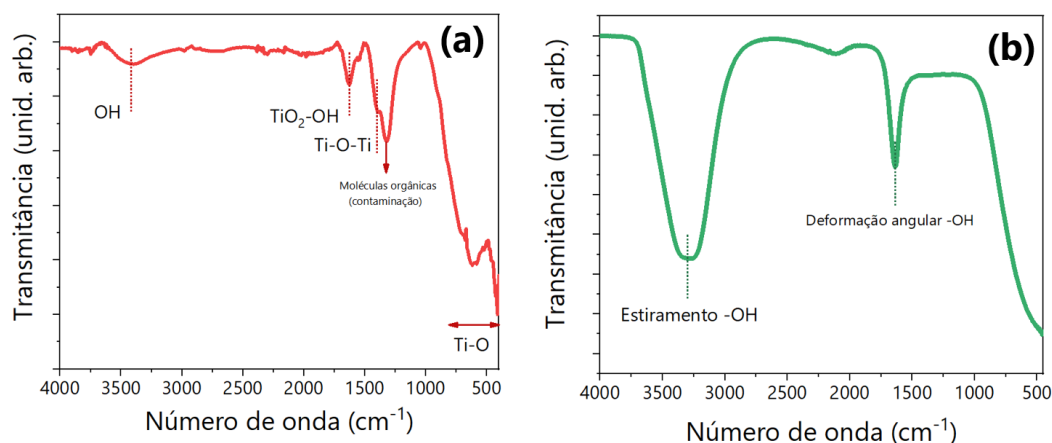 (a)
Transmitância (unid. arb.)
OH
TiO₂-OH
Ti-O-Ti
Moléculas orgânicas
(contaminação)
Ti-O
4000 3500 3000 2500 2000 1500 1000 500
Número de onda (cm⁻¹)
(b)
Transmitância (unid. arb.)
Deformação angular -OH
Estiramento -OH
4000 3500 3000 2500 2000 1500 1000 500
Número de onda (cm⁻¹)